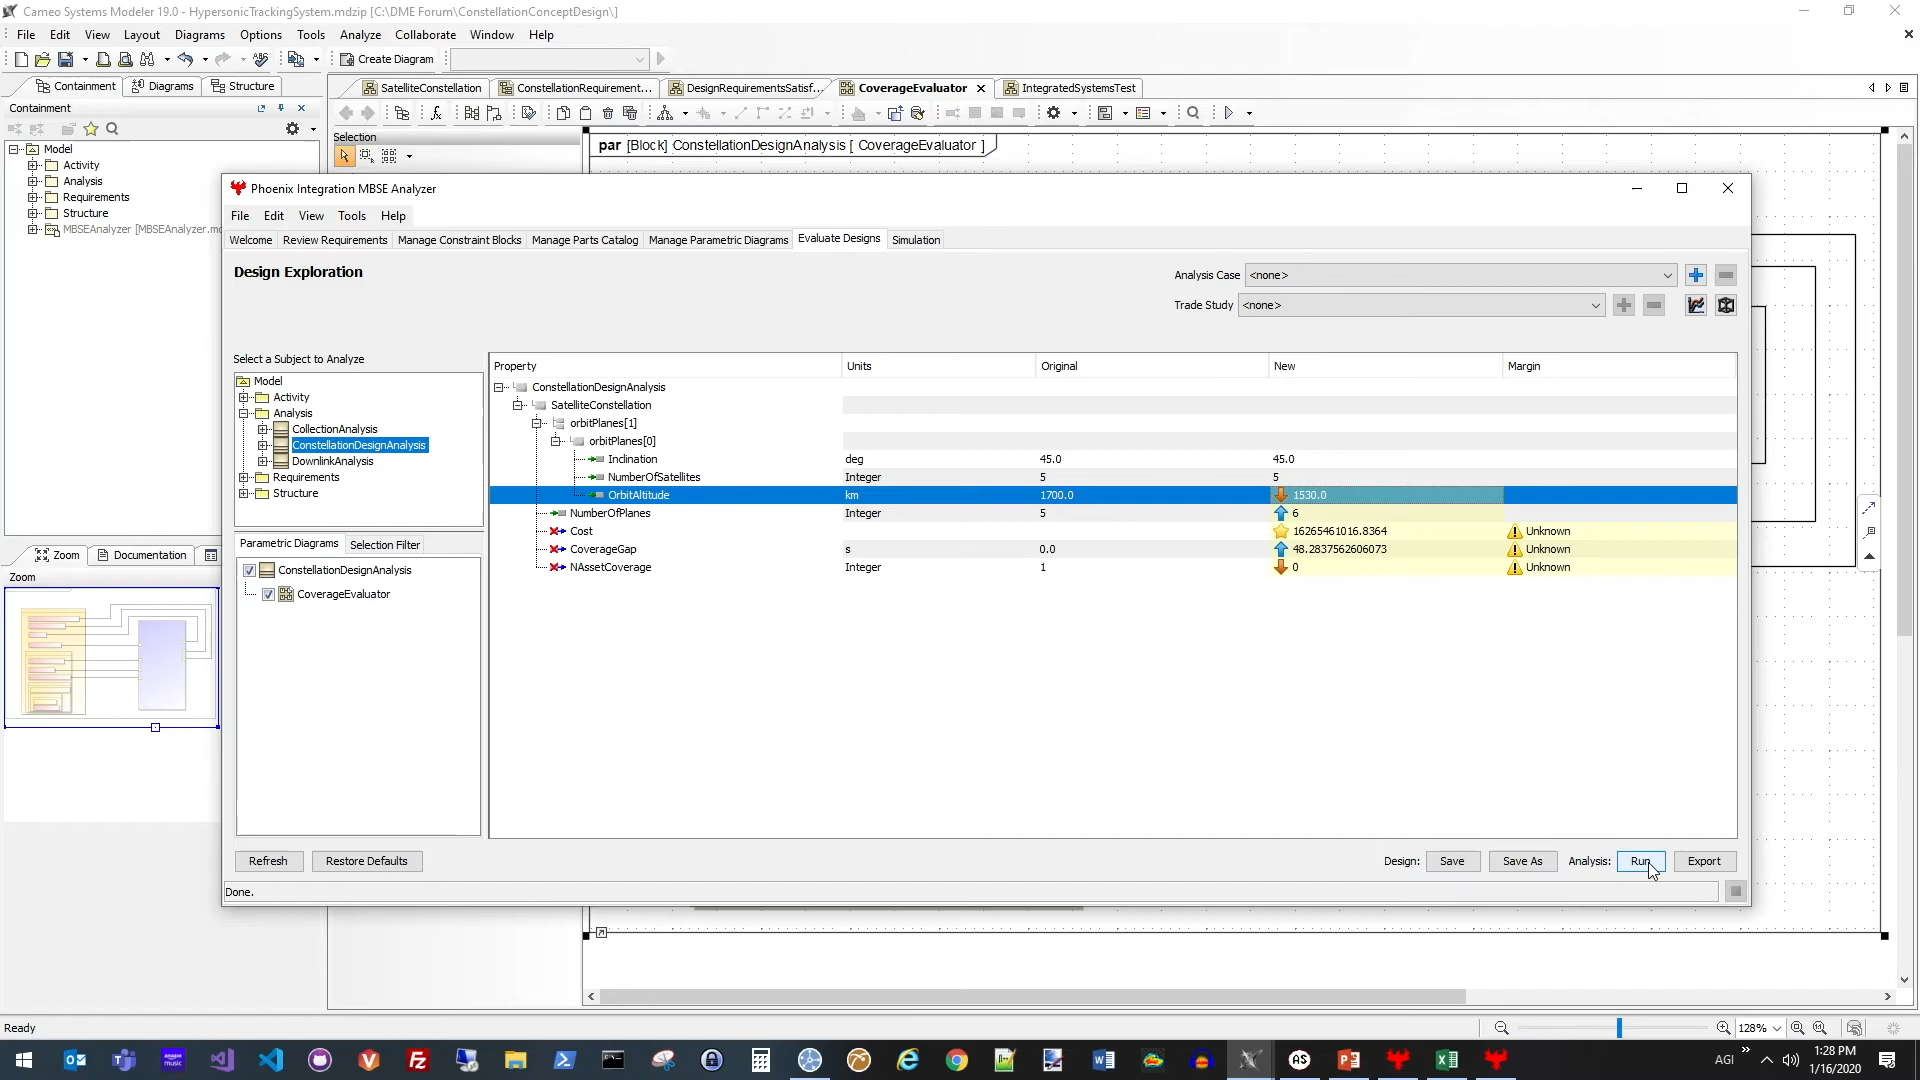 Cameo Systems Modeler 19.0 - HypersonicTrackingSystem.mdzip [C:\DME Forum\ConstellationConceptDesign\]
File Edit View Layout Diagrams Options Tools Analyze Collaborate Window Help
Create Diagram
Containment Diagrams Structure
SatelliteConstellation ConstellationRequirement... DesignRequirementsSatisf... CoverageEvaluator IntegratedSystemsTest
Containment
Selection
par [Block] ConstellationDesignAnalysis [ CoverageEvaluator ]
Model
Activity
Analysis
Requirements
Structure
MBSEAnalyzer [MBSEAnalyzer.m
Phoenix Integration MBSE Analyzer
File Edit View Tools Help
Welcome Review Requirements Manage Constraint Blocks Manage Parts Catalog Manage Parametric Diagrams Evaluate Designs Simulation
Design Exploration
Analysis Case <none>
Trade Study <none>
Select a Subject to Analyze
Model
Activity
Analysis
CollectionAnalysis
ConstellationDesignAnalysis
DownlinkAnalysis
Requirements
Structure
Parametric Diagrams Selection Filter
ConstellationDesignAnalysis
CoverageEvaluator
Property Units Original New Margin
ConstellationDesignAnalysis
SatelliteConstellation
orbitPlanes[1]
orbitPlanes[0]
Inclination deg 45.0 45.0
NumberOfSatellites Integer 5 5
OrbitAltitude km 1700.0 1530.0
NumberOfPlanes Integer 5 6
Cost 16265461016.8364 Unknown
CoverageGap s 0.0 48.2837562606073 Unknown
NAssetCoverage Integer 1 0 Unknown
Refresh Restore Defaults
Design: Save Save As Analysis: Run Export
Done.
Zoom Documentation
Zoom
Ready
128%
AGI
1:28 PM
1/16/2020